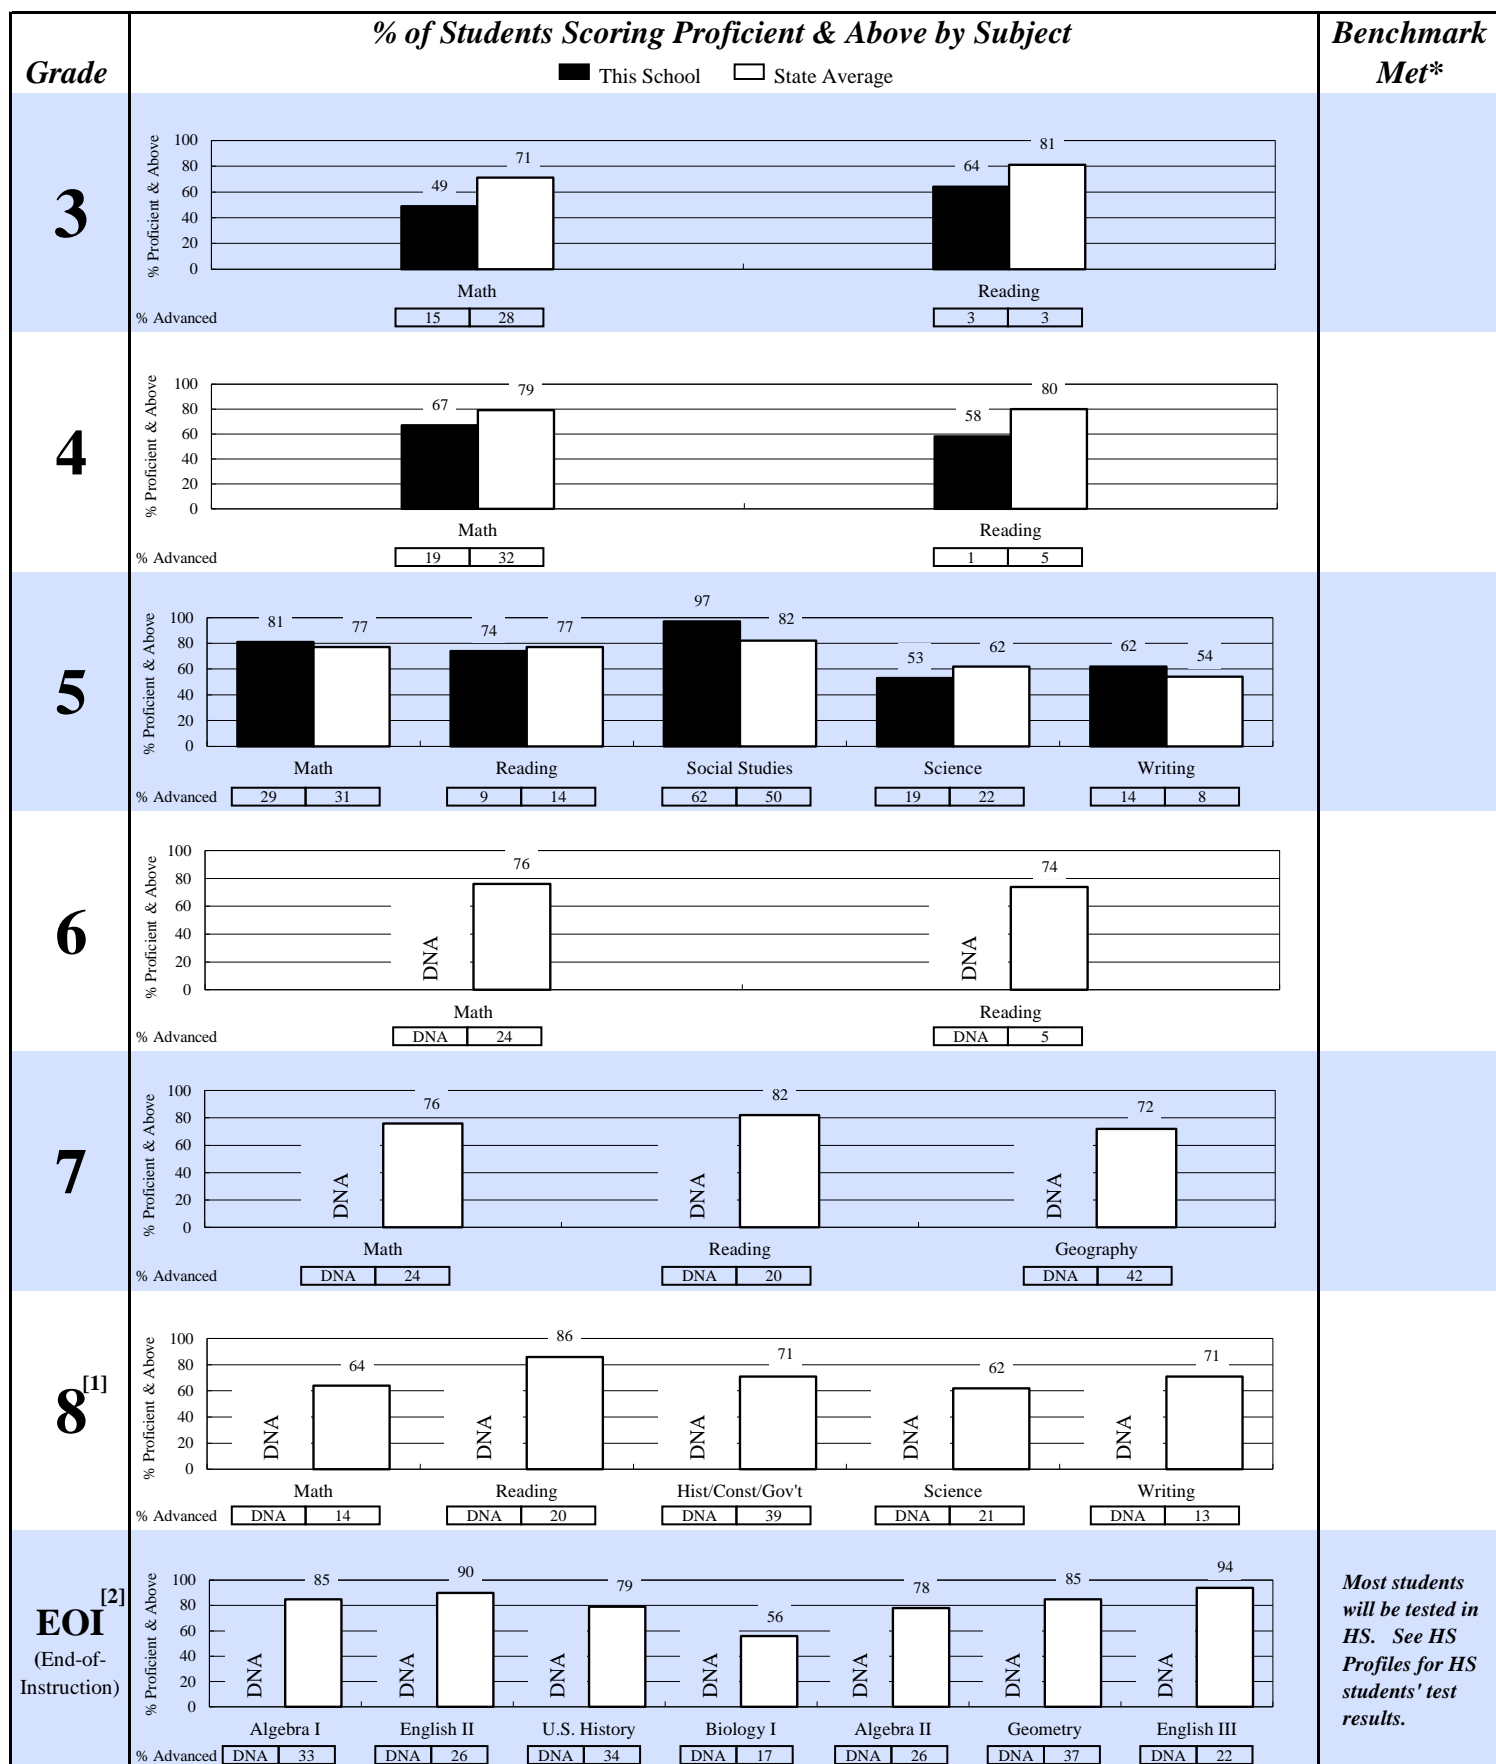 % of Students Scoring Proficient & Above by Subject
Benchmark
Met*
Grade
This School
State Average
3
% Proficient & Above
100
80
60
40
20
0
49
71
64
81
Math
Reading
% Advanced
15 28
3 3
4
% Proficient & Above
100
80
60
40
20
0
67
79
58
80
Math
Reading
% Advanced
19 32
1 5
5
% Proficient & Above
100
80
60
40
20
0
81
77
74
77
97
82
53
62
62
54
Math
Reading
Social Studies
Science
Writing
% Advanced
29 31
9 14
62 50
19 22
14 8
6
% Proficient & Above
100
80
60
40
20
0
DNA
76
DNA
74
Math
Reading
% Advanced
DNA 24
DNA 5
7
% Proficient & Above
100
80
60
40
20
0
DNA
76
DNA
82
DNA
72
Math
Reading
Geography
% Advanced
DNA 24
DNA 20
DNA 42
8[1]
% Proficient & Above
100
80
60
40
20
0
DNA
64
DNA
86
DNA
71
DNA
62
DNA
71
Math
Reading
Hist/Const/Gov't
Science
Writing
% Advanced
DNA 14
DNA 20
DNA 39
DNA 21
DNA 13
EOI[2]
(End-of-
Instruction)
% Proficient & Above
100
80
60
40
20
0
DNA
85
DNA
90
DNA
79
DNA
56
DNA
78
DNA
85
DNA
94
Algebra I
English II
U.S. History
Biology I
Algebra II
Geometry
English III
% Advanced
DNA 33
DNA 26
DNA 34
DNA 17
DNA 26
DNA 37
DNA 22
Most students
will be tested in
HS. See HS
Profiles for HS
students' test
results.